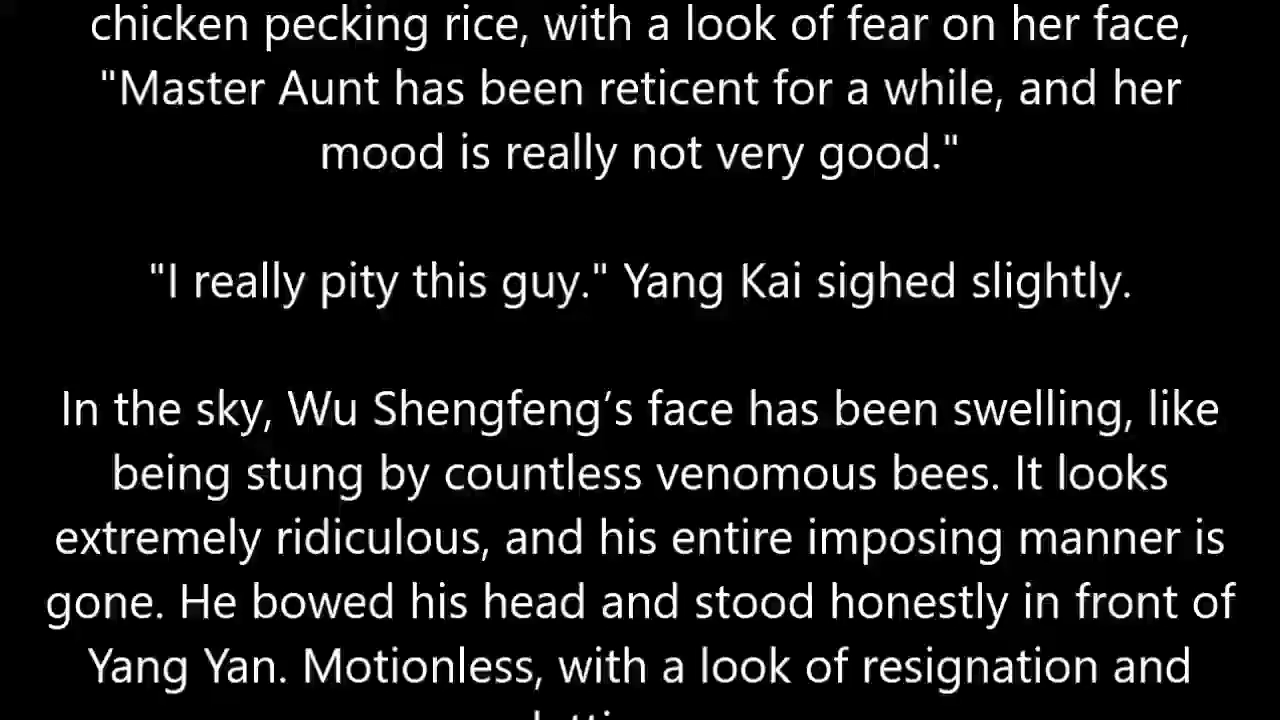 chicken pecking rice, with a look of fear on her face,
"Master Aunt has been reticent for a while, and her
mood is really not very good."
"I really pity this guy." Yang Kai sighed slightly.
In the sky, Wu Shengfeng’s face has been swelling, like
being stung by countless venomous bees. It looks
extremely ridiculous, and his entire imposing manner is
gone. He bowed his head and stood honestly in front of
Yang Yan. Motionless, with a look of resignation and